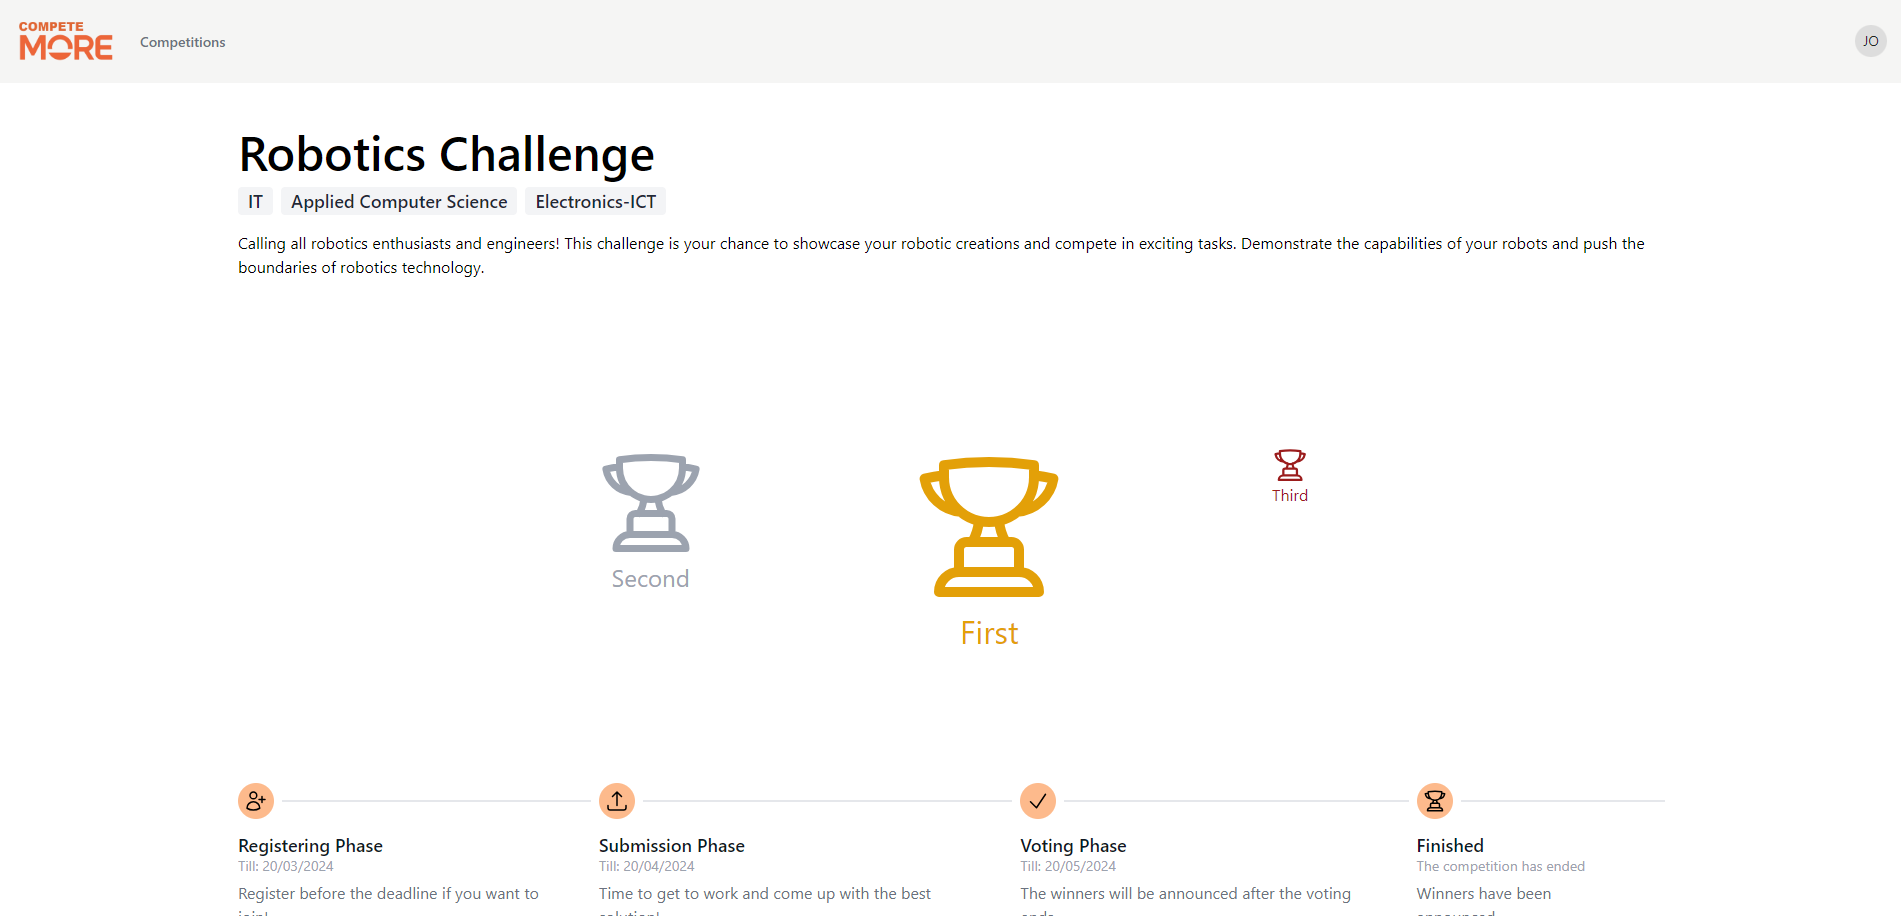 COMPETE
MORE
Competitions
JO
Robotics Challenge
IT
Applied Computer Science
Electronics-ICT
Calling all robotics enthusiasts and engineers! This challenge is your chance to showcase your robotic creations and compete in exciting tasks. Demonstrate the capabilities of your robots and push the
boundaries of robotics technology.
Second
First
Third
Registering Phase
Till: 20/03/2024
Register before the deadline if you want to
join!
Submission Phase
Till: 20/04/2024
Time to get to work and come up with the best
solution!
Voting Phase
Till: 20/05/2024
The winners will be announced after the voting
ends.
Finished
The competition has ended
Winners have been
announced.